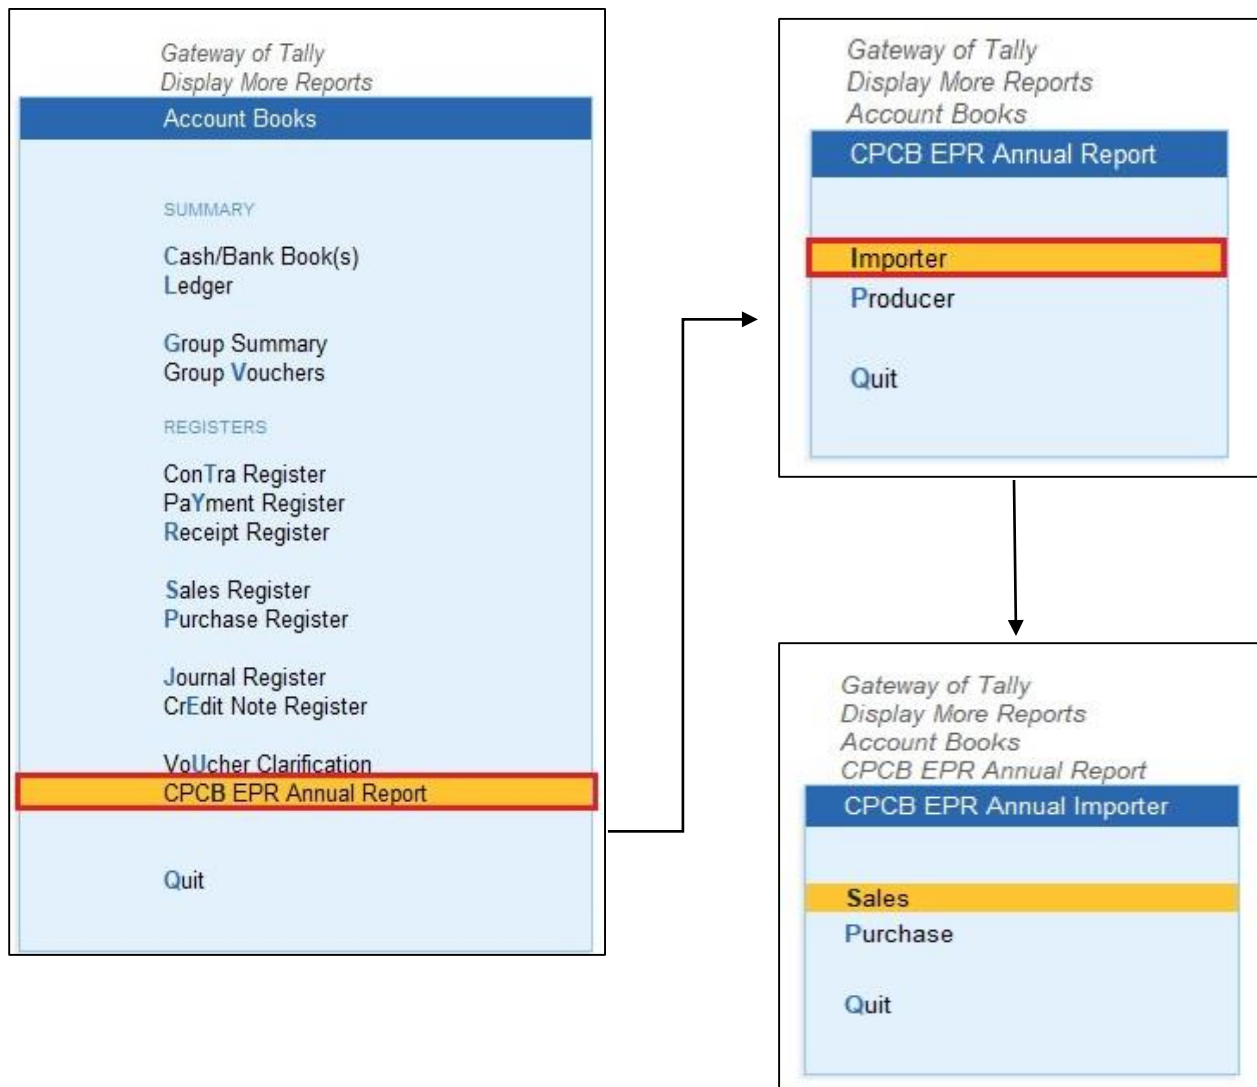 Gateway of Tally
Display More Reports
Account Books
SUMMARY
Cash/Bank Book(s)
Ledger
Group Summary
Group Vouchers
REGISTERS
ConTra Register
PaYment Register
Receipt Register
Sales Register
Purchase Register
Journal Register
CrEdit Note Register
VoUcher Clarification
CPCB EPR Annual Report
Quit
Gateway of Tally
Display More Reports
Account Books
CPCB EPR Annual Report
Importer
Producer
Quit
Gateway of Tally
Display More Reports
Account Books
CPCB EPR Annual Report
CPCB EPR Annual Importer
Sales
Purchase
Quit